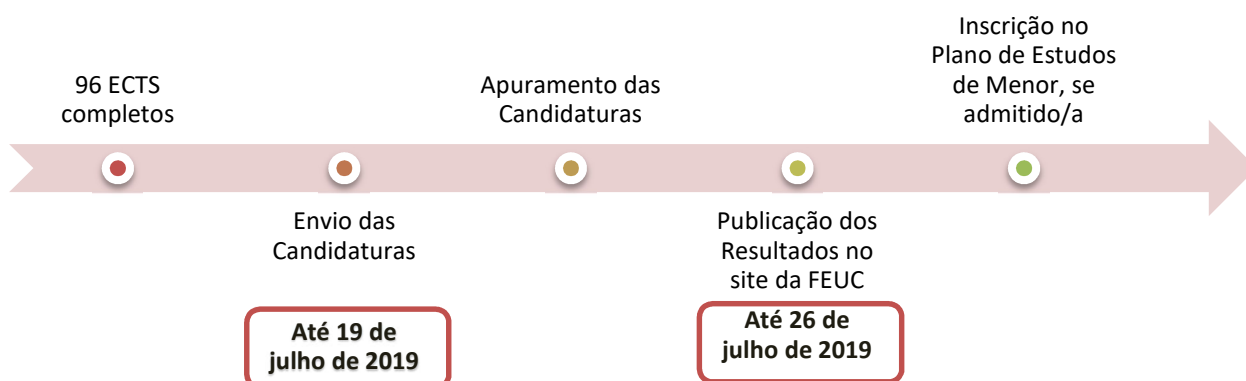 96 ECTS
completos
Envio das
Candidaturas
Até 19 de
julho de 2019
Apuramento das
Candidaturas
Publicação dos
Resultados no
site da FEUC
Até 26 de
julho de 2019
Inscrição no
Plano de Estudos
de Menor, se
admitido/a